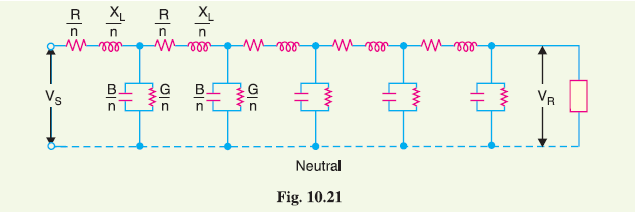 R/n X_L/n R/n X_L/n
V_S B/n G/n B/n G/n V_R
Neutral
Fig. 10.21